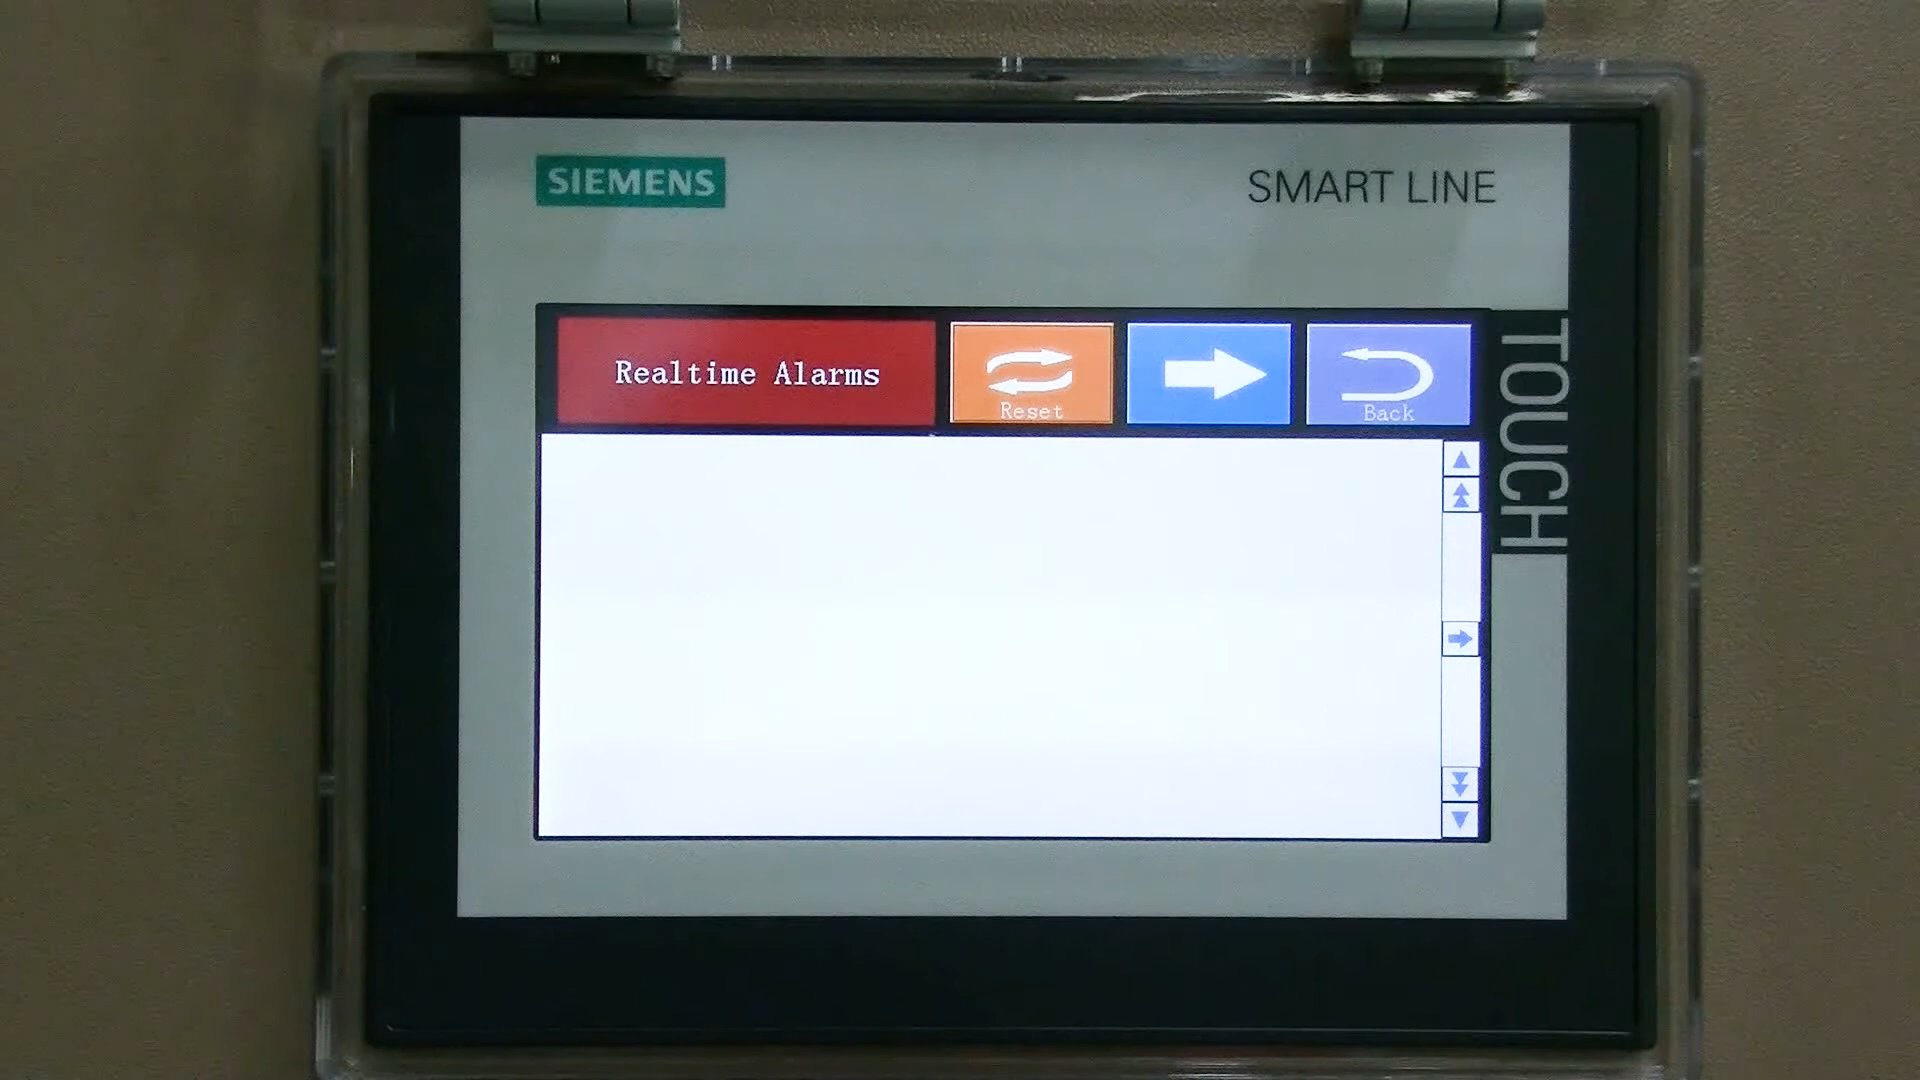 SIEMENS
SMART LINE
TOUCH
Realtime Alarms
Reset
Back